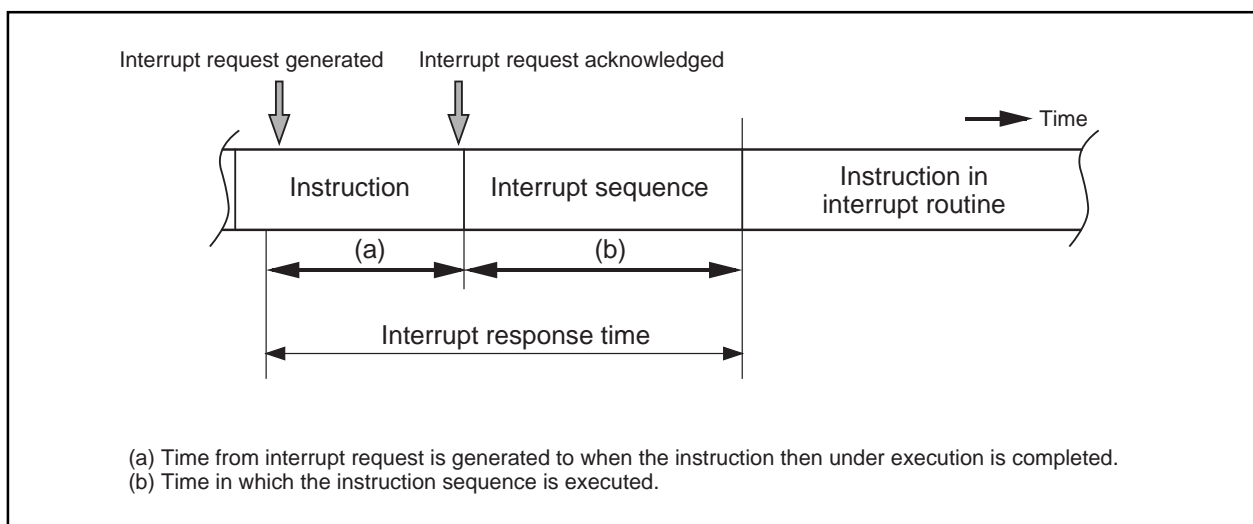 Interrupt request generated
Interrupt request acknowledged
Time
Instruction
Interrupt sequence
Instruction in
interrupt routine
(a)
(b)
Interrupt response time
(a) Time from interrupt request is generated to when the instruction then under execution is completed.
(b) Time in which the instruction sequence is executed.